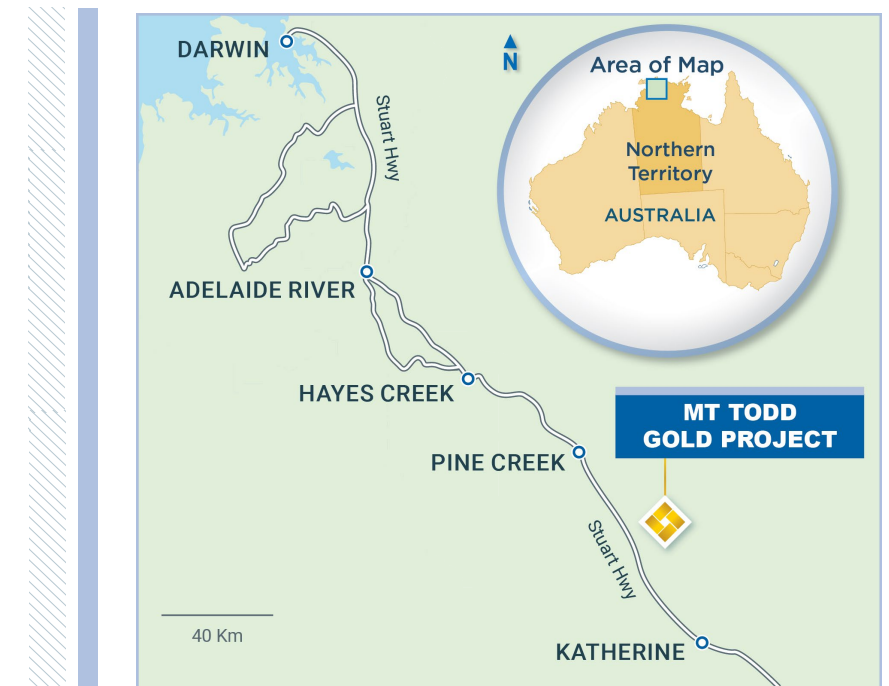 DARWIN
N
Area of Map
Stuart Hwy
Northern
Territory
AUSTRALIA
ADELAIDE RIVER
HAYES CREEK
MT TODD
GOLD PROJECT
PINE CREEK
Stuart Hwy
40 Km
KATHERINE